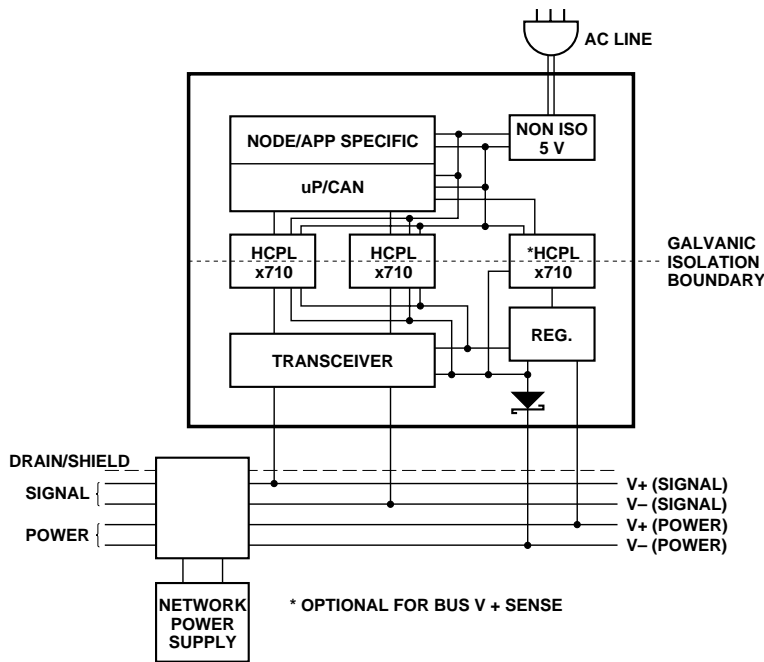 AC LINE
NODE/APP SPECIFIC
NON ISO
5 V
uP/CAN
HCPL
x710
HCPL
x710
*HCPL
x710
GALVANIC
ISOLATION
BOUNDARY
REG.
TRANSCEIVER
DRAIN/SHIELD
SIGNAL
POWER
V+ (SIGNAL)
V– (SIGNAL)
V+ (POWER)
V– (POWER)
NETWORK
POWER
SUPPLY
* OPTIONAL FOR BUS V + SENSE